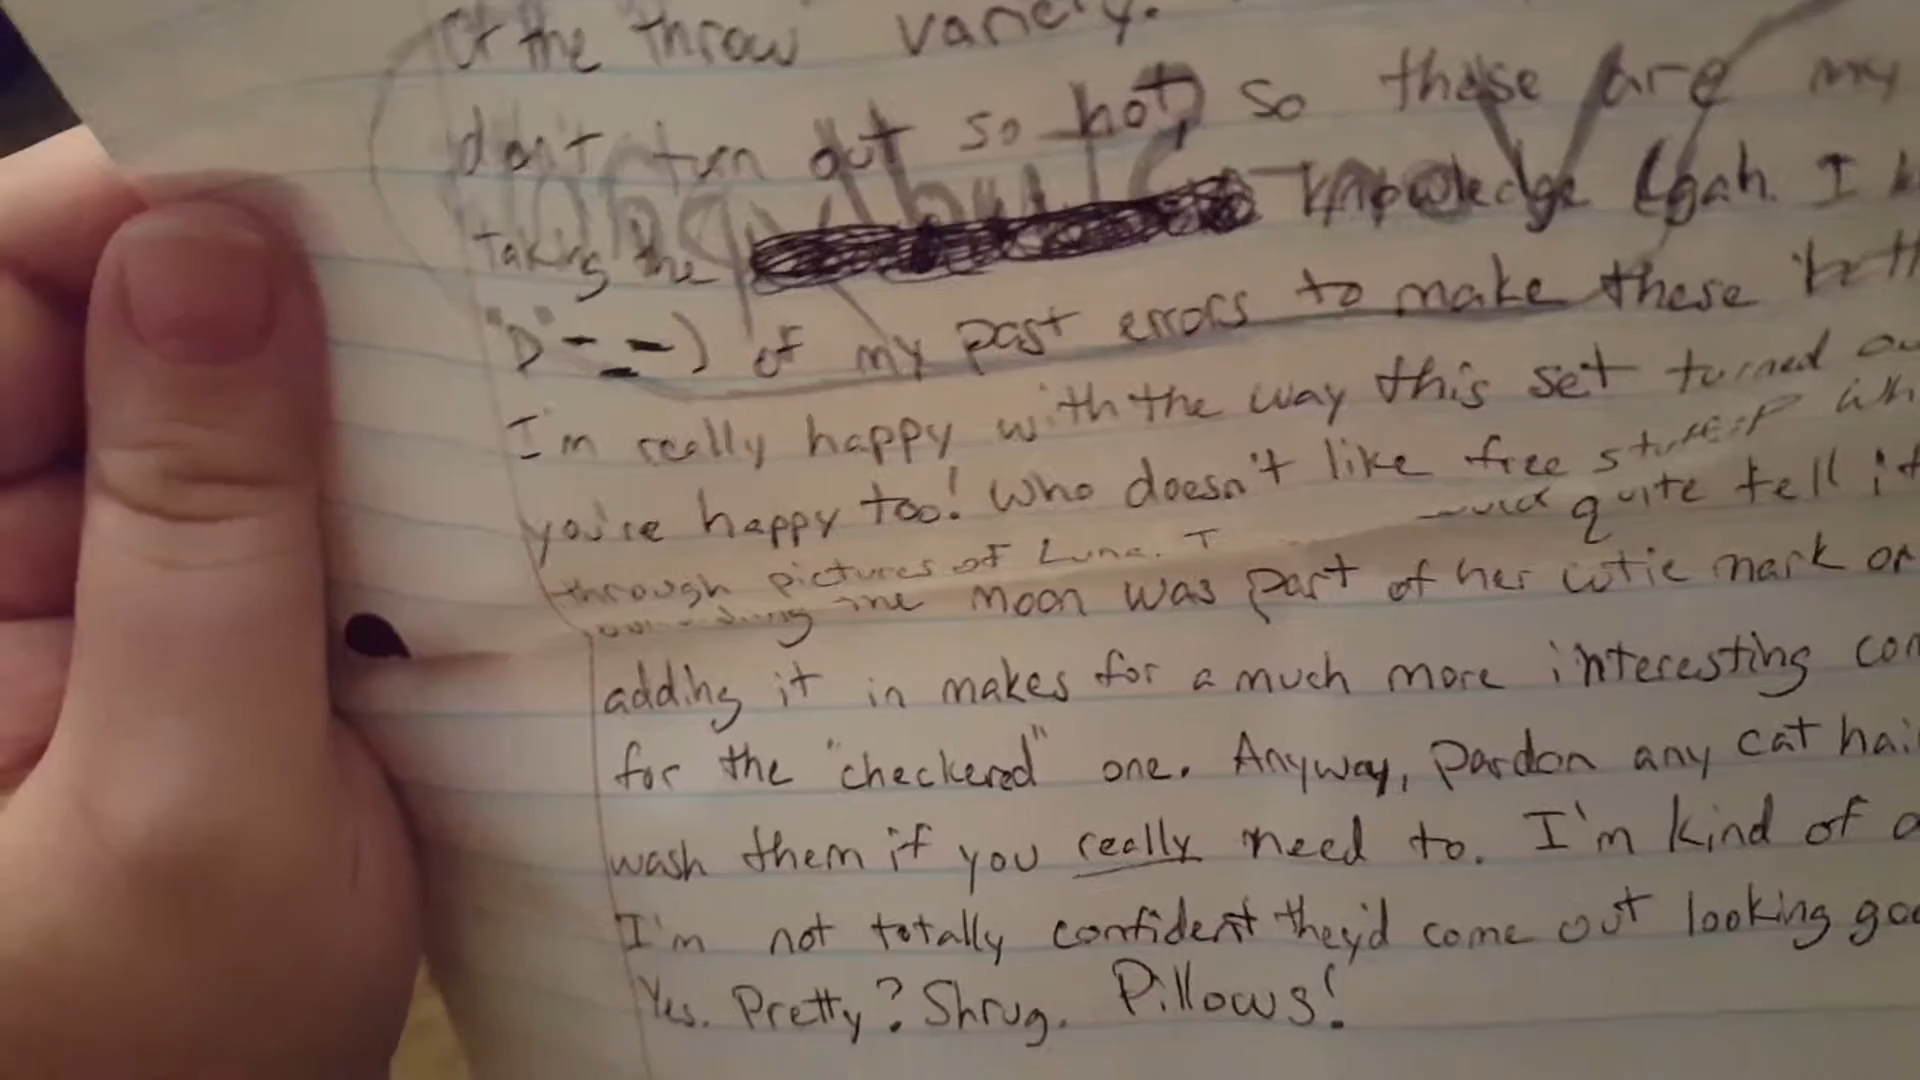 Of the throw variety.
don't turn out so hot, so these are my
Taking the knowledge (gah. I
"D" - _ -) of my past errors to make these
I'm really happy with the way this set turned
you're happy too! Who doesn't like free
through pictures of Luna. I quite tell if
the moon was part of her cutie mark or
adding it in makes for a much more interesting
for the "checkered" one. Anyway, pardon any cat
wash them if you really need to. I'm kind of a
I'm not totally confident they'd come out looking
Yes. Pretty? Shrug. Pillows!